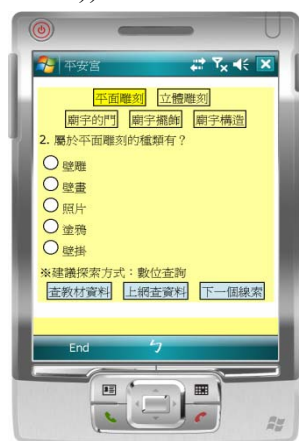 平安宮
平面雕刻 立體雕刻
廟宇的門 廟宇擺飾 廟宇構造
2. 屬於平面雕刻的種類有？
壁雕
壁畫
照片
塗鴉
壁掛
※建議探索方式：數位查詢
查教材資料 上網查資料 下一個線索
End ㄅ